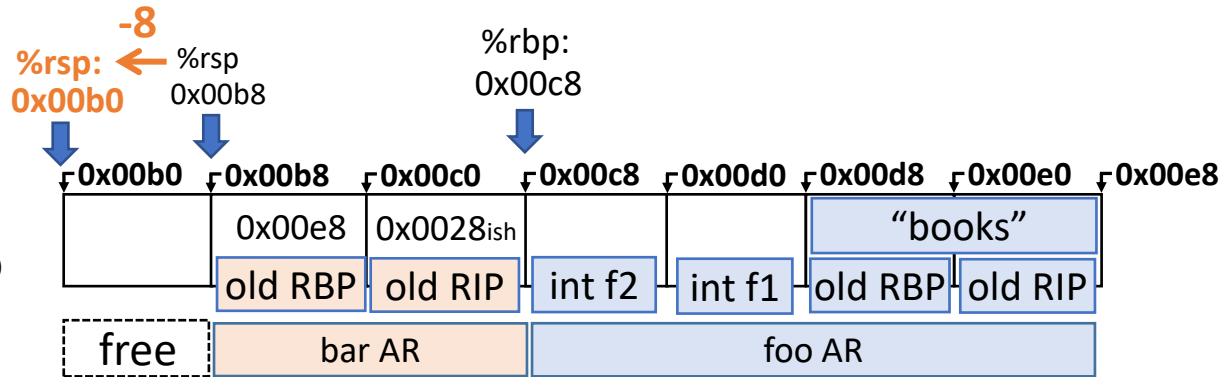 -8
%rsp: %rsp %rbp:
0x00b0 0x00b8 0x00c8
0x00b0 0x00b8 0x00c0 0x00c8 0x00d0 0x00d8 0x00e0 0x00e8
0x00e8 0x0028ish “books”
) old RBP old RIP int f2 int f1 old RBP old RIP
free bar AR foo AR